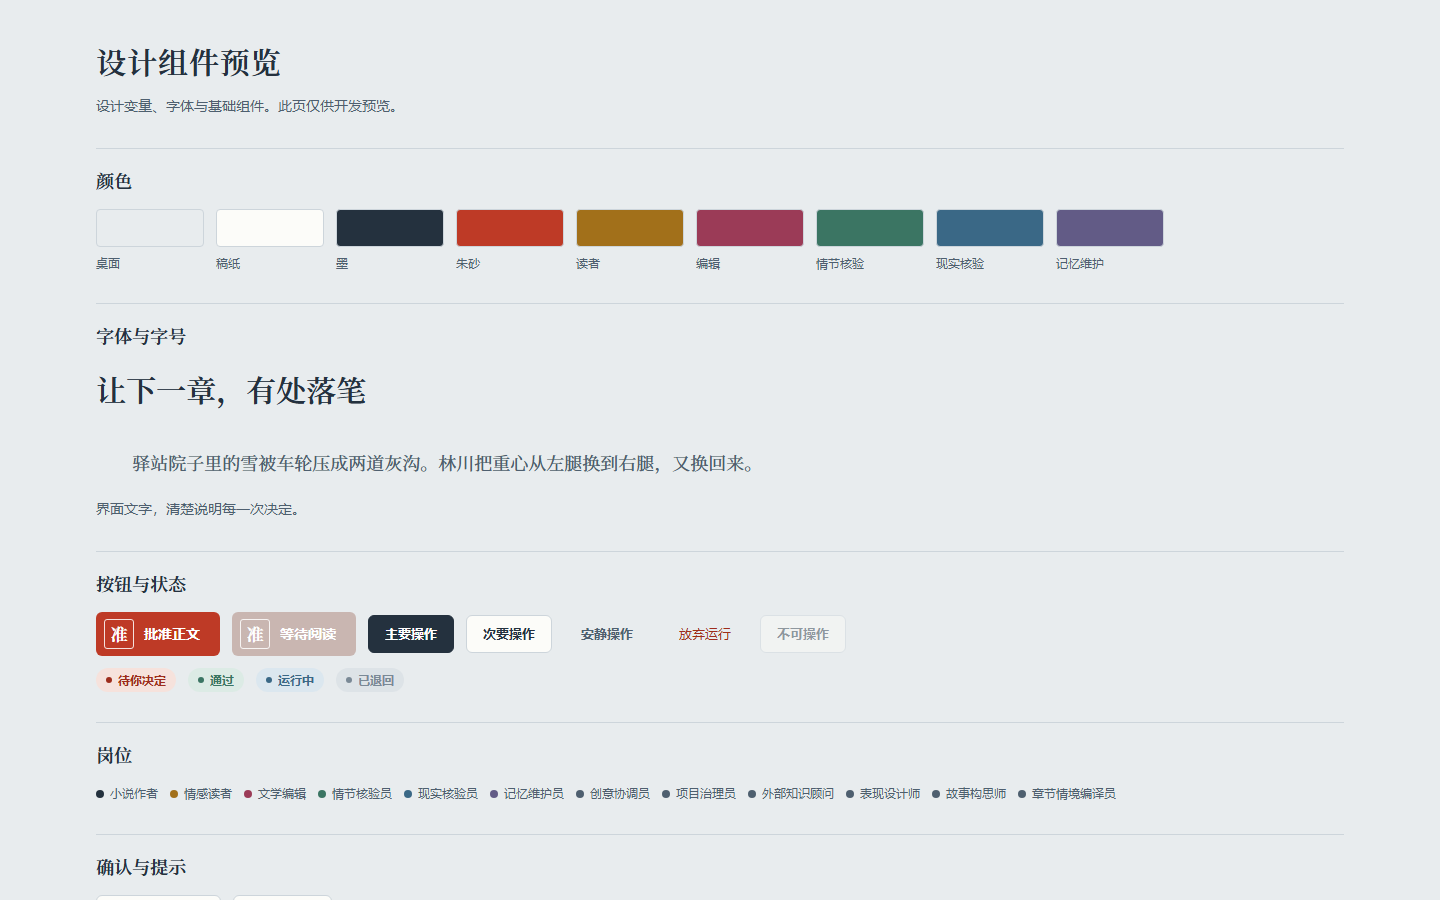 设计组件预览
设计变量、字体与基础组件。此页仅供开发预览。
颜色
桌面 稿纸 墨 朱砂 读者 编辑 情节核验 现实核验 记忆维护
字体与字号
让下一章，有处落笔
驿站院子里的雪被车轮压成两道灰沟。林川把重心从左腿换到右腿，又换回来。
界面文字，清楚说明每一次决定。
按钮与状态
准 批准正文 准 等待阅读 主要操作 次要操作 安静操作 放弃运行 不可操作
待你决定 通过 运行中 已退回
岗位
小说作者 情感读者 文学编辑 情节核验员 现实核验员 记忆维护员 创意协调员 项目治理员 外部知识顾问 表现设计师 故事构思师 章节情境编译员
确认与提示